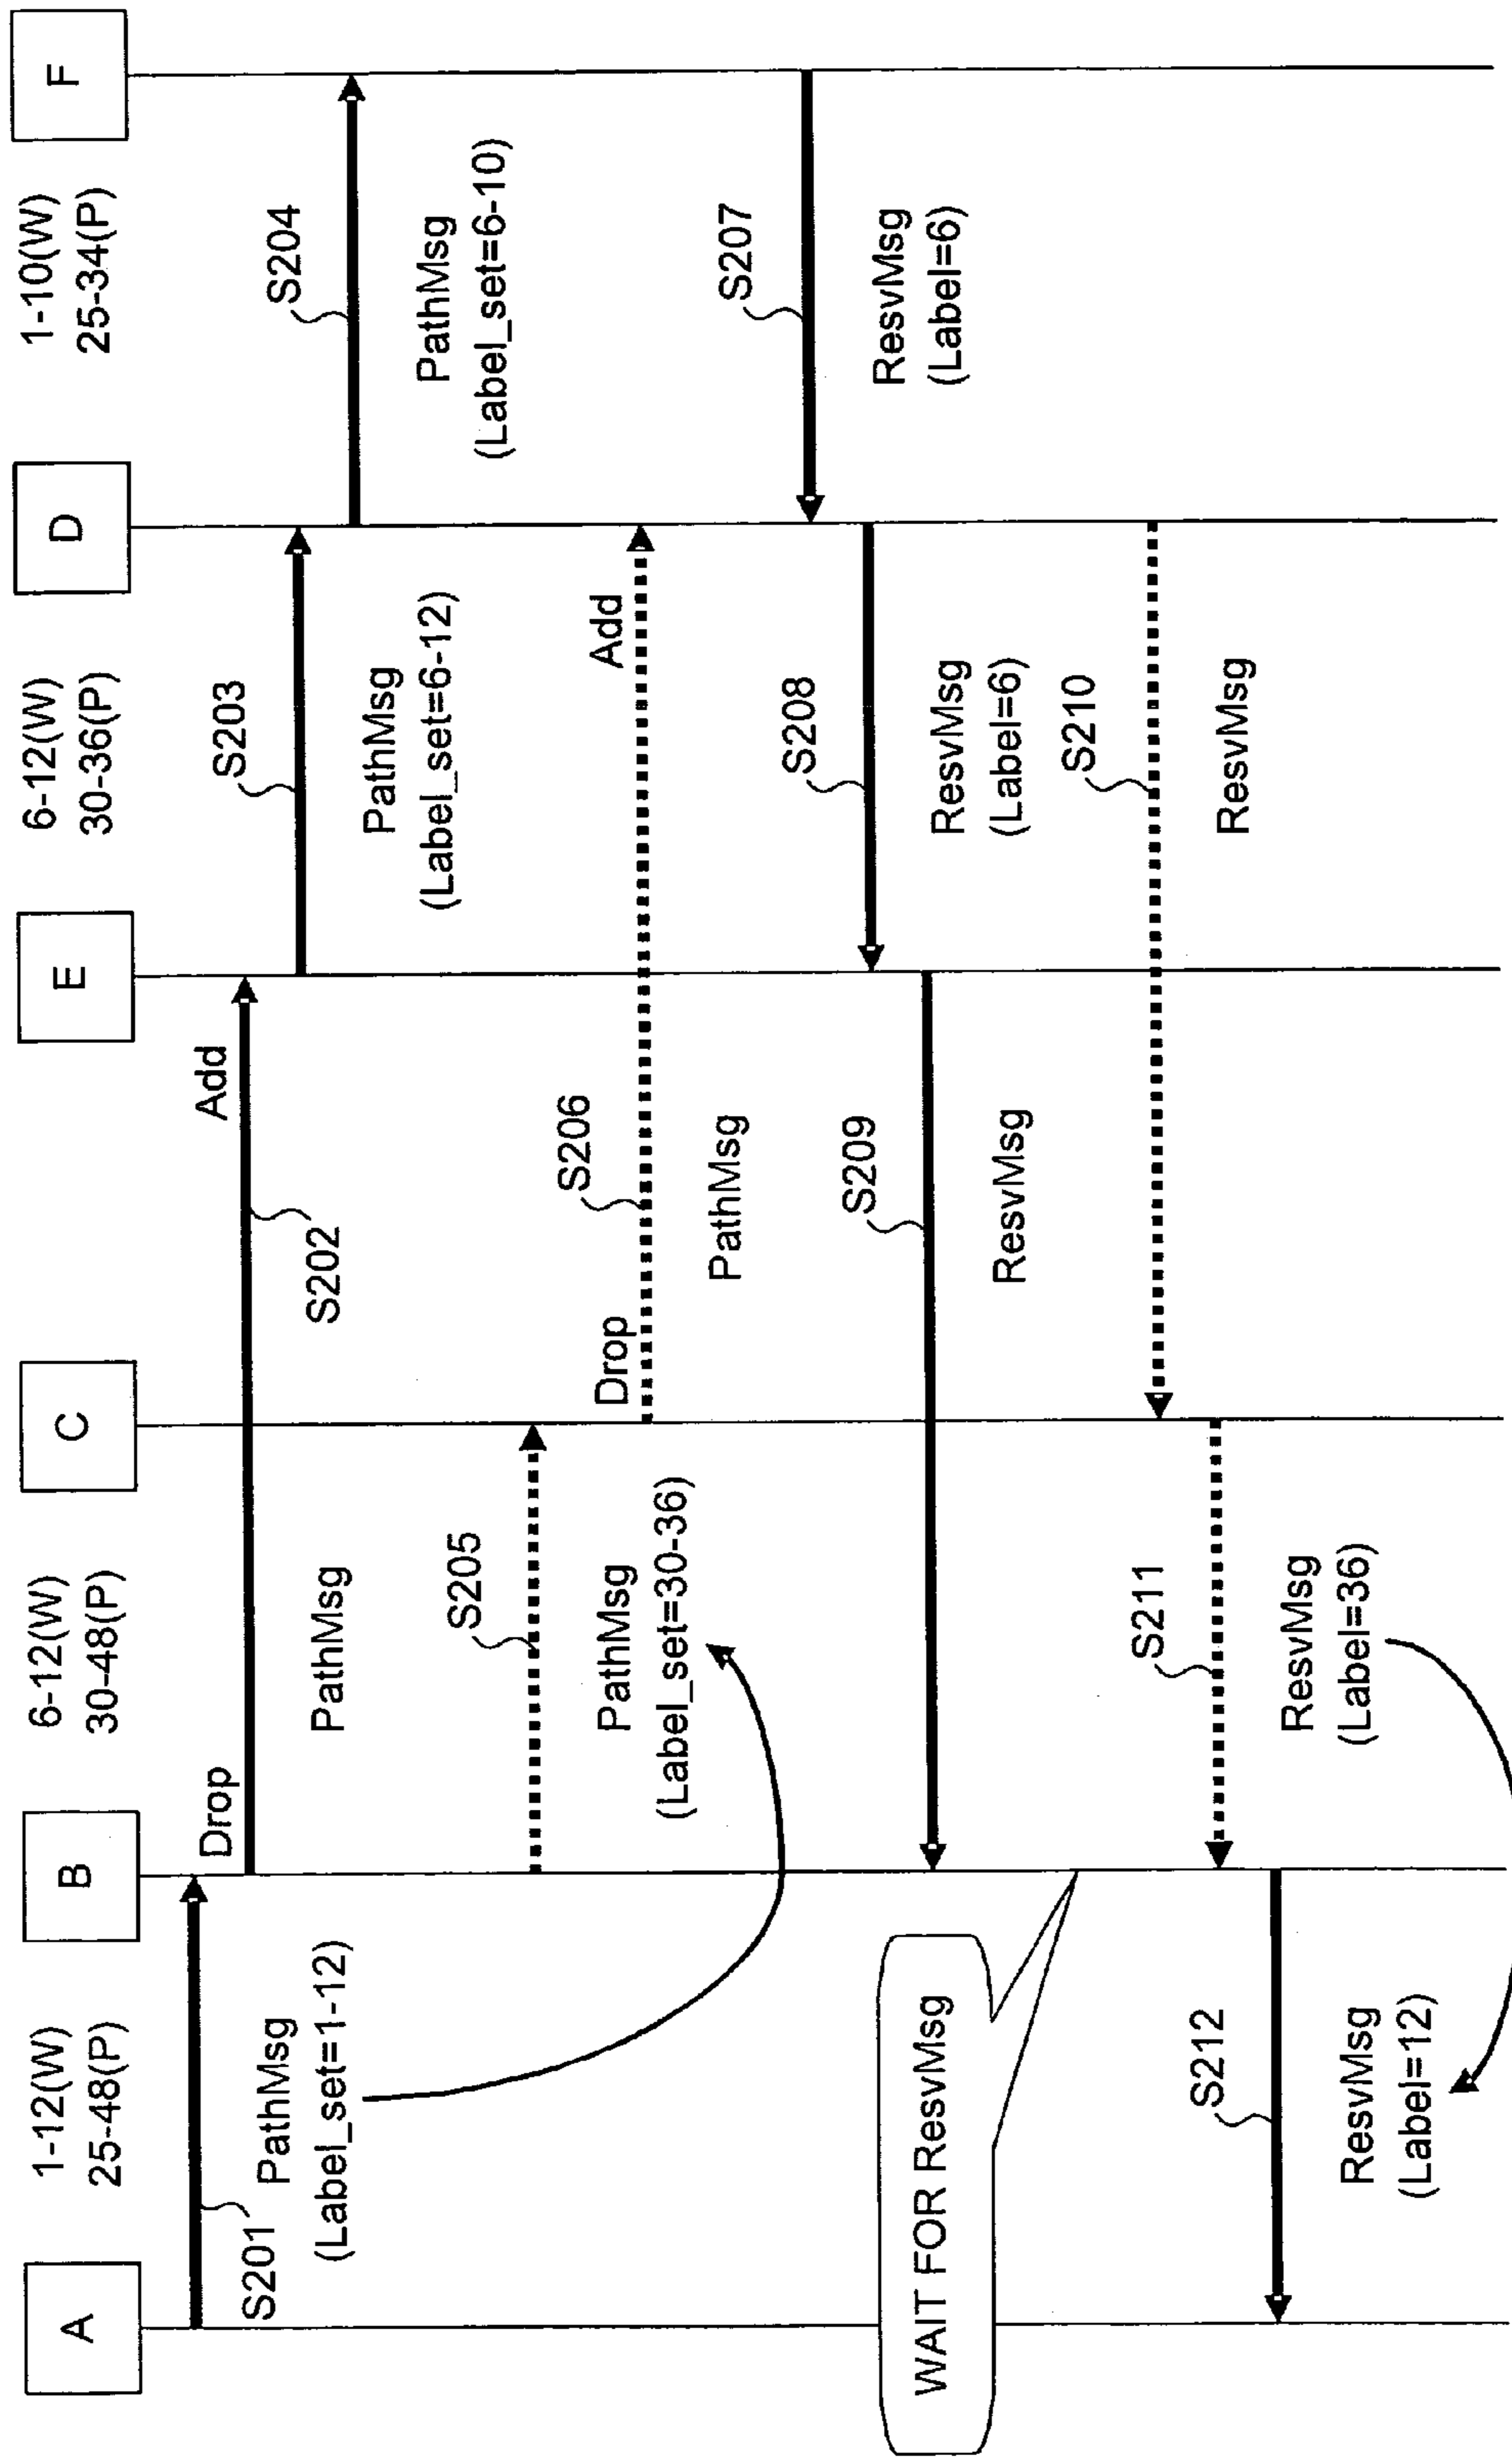 A
B
C
E
D
F
1-12(W)
25-48(P)
6-12(W)
30-48(P)
6-12(W)
30-36(P)
1-10(W)
25-34(P)
S201
PathMsg
(Label_set=1-12)
Drop
Add
S202
PathMsg
S203
PathMsg
(Label_set=6-12)
S204
PathMsg
(Label_set=6-10)
S205
PathMsg
(Label_set=30-36)
Drop
Add
S206
PathMsg
S207
ResvMsg
(Label=6)
S208
ResvMsg
(Label=6)
S209
ResvMsg
WAIT FOR ResvMsg
S210
ResvMsg
S211
ResvMsg
(Label=36)
S212
ResvMsg
(Label=12)